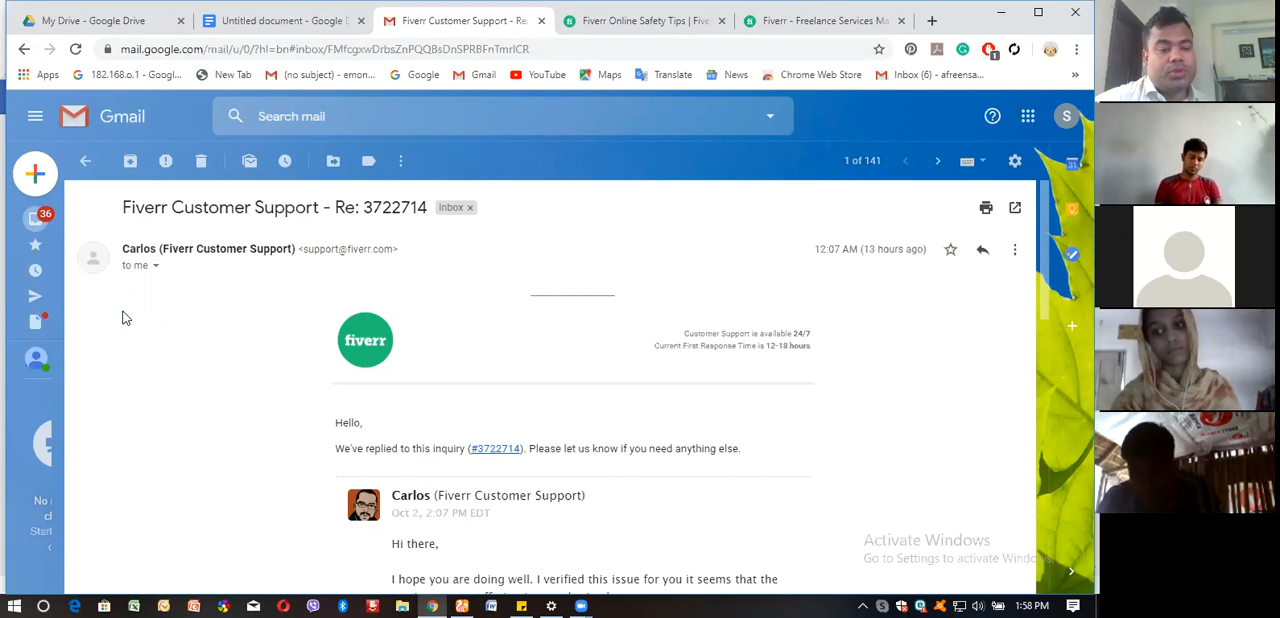 My Drive - Google Drive
Untitled document - Google D
Fiverr Customer Support - Re:
Fiverr Online Safety Tips | Five
Fiverr - Freelance Services Ma
mail.google.com/mail/u/0/?hl=bn#inbox/FMfcgxwDrbsZnPQQBsDnSPRBFnTmrlCR
Apps
192.168.o.1 - Googl...
New Tab
(no subject) - emon...
Google
Gmail
YouTube
Maps
Translate
News
Chrome Web Store
Inbox (6) - afreensa...
Gmail
Search mail
S
1 of 141
36
Fiverr Customer Support - Re: 3722714
Inbox
Carlos (Fiverr Customer Support) <support@fiverr.com>
12:07 AM (13 hours ago)
to me
fiverr
Customer Support is available 24/7
Current First Response Time is 12-18 hours
Hello,
We've replied to this inquiry (#3722714). Please let us know if you need anything else.
Carlos (Fiverr Customer Support)
Oct 2, 2:07 PM EDT
Hi there,
I hope you are doing well. I verified this issue for you it seems that the
No
Start
Activate Windows
Go to Settings to activate Windows
1:58 PM